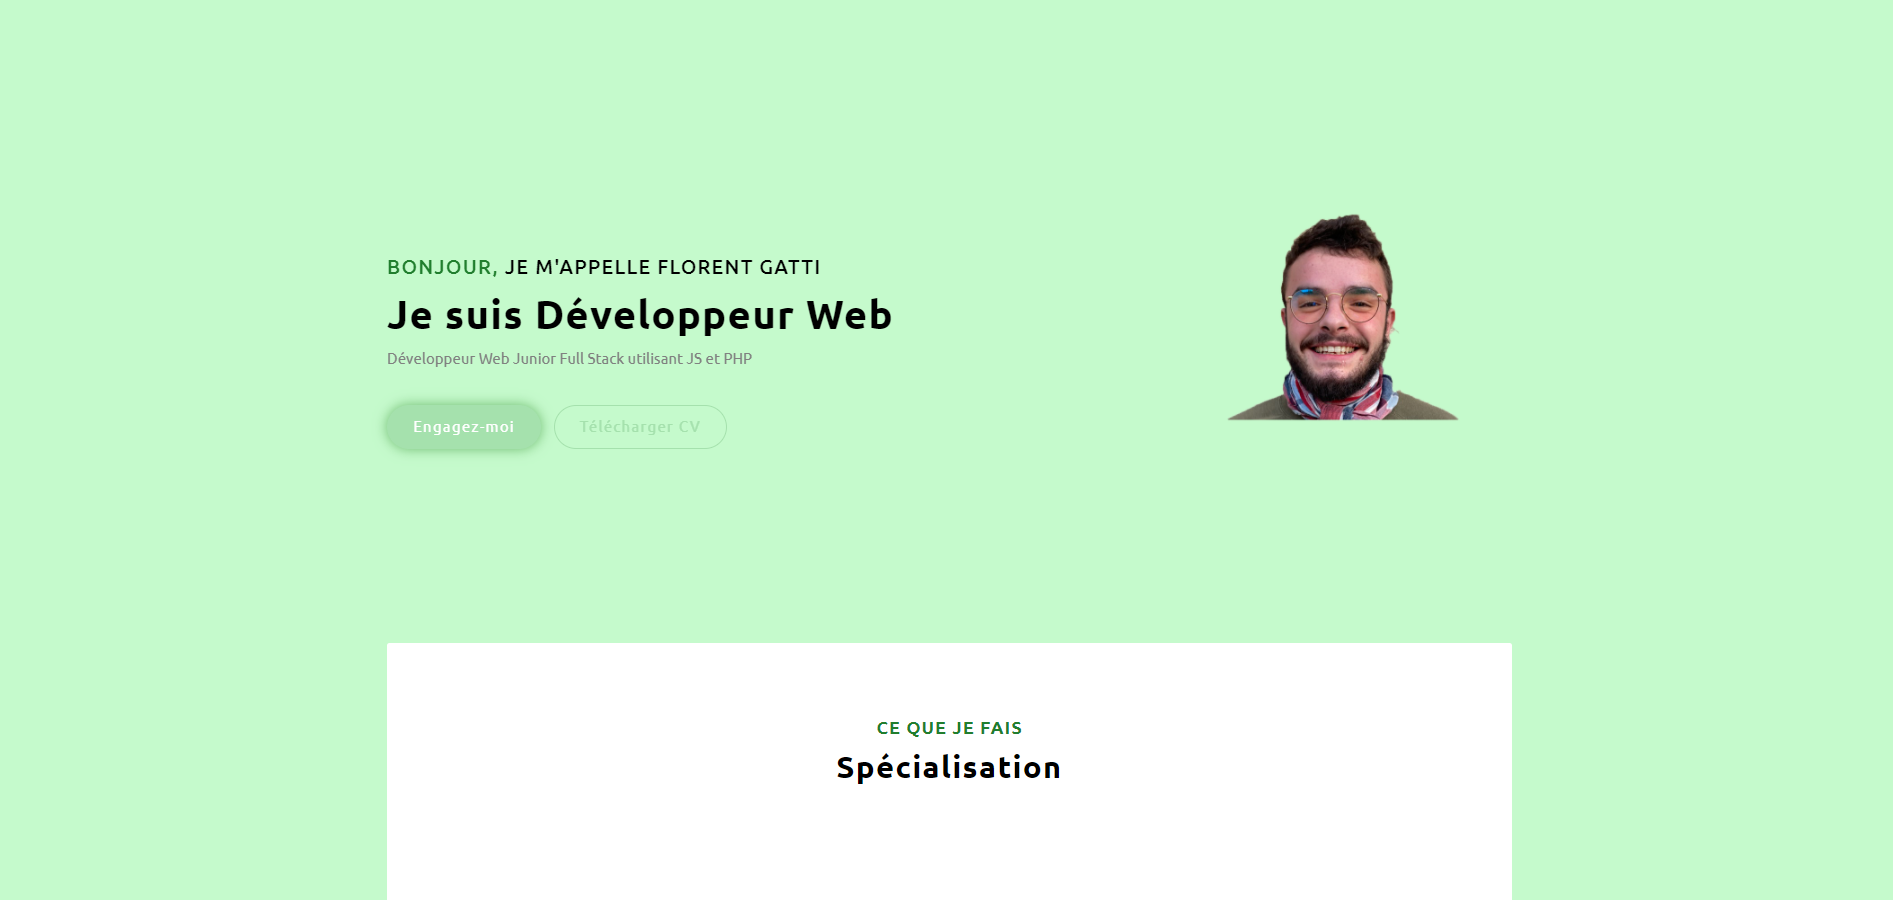 BONJOUR, JE M'APPELLE FLORENT GATTI
Je suis Développeur Web
Développeur Web Junior Full Stack utilisant JS et PHP
Engagez-moi
Télécharger CV
CE QUE JE FAIS
Spécialisation